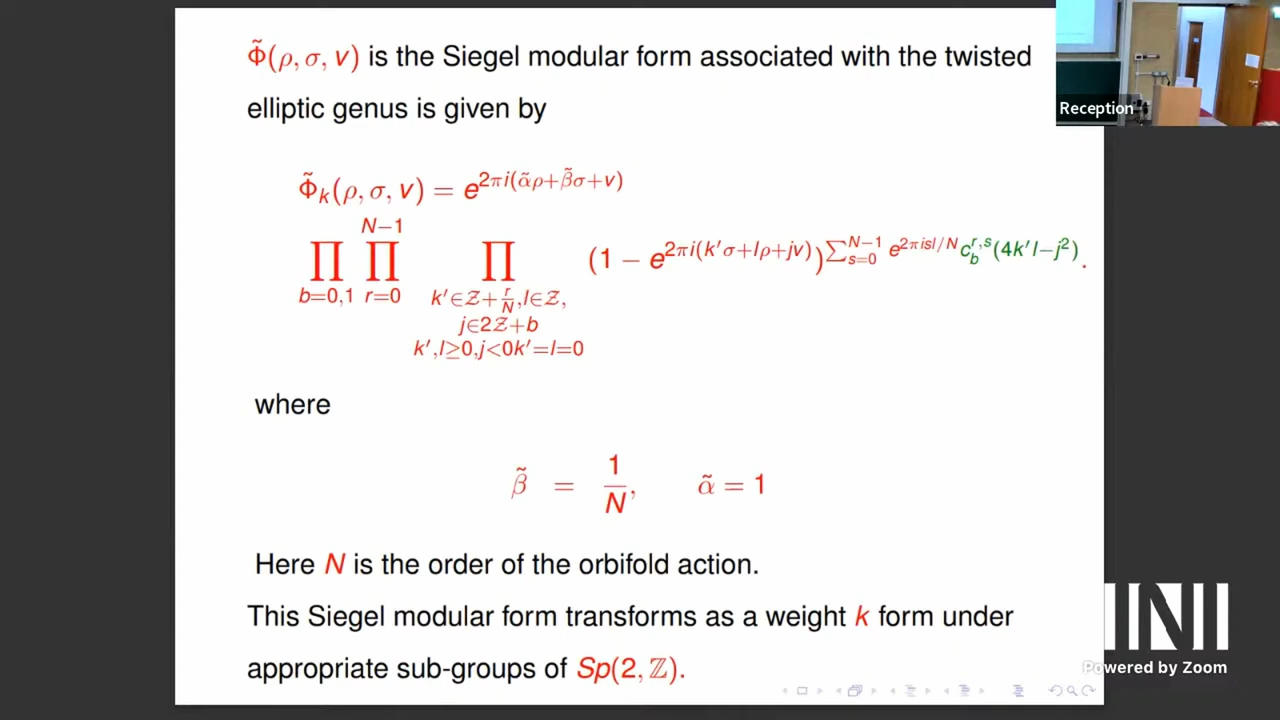 Φ̃(ρ, σ, v) is the Siegel modular form associated with the twisted
elliptic genus is given by
Φ̃_k(ρ, σ, v) = e^{2πi(α̃ρ+β̃σ+v)}
∏_{b=0,1} ∏_{r=0}^{N−1} ∏_{k′∈𝒵+r/N, l∈𝒵, j∈2𝒵+b k′,l≥0, j<0k′=l=0} (1 − e^{2πi(k′σ+lρ+jv)})^{∑_{s=0}^{N−1} e^{2πisl/N} c_b^{r,s}(4k′l−j²)}.
where
β̃ = 1/N, α̃ = 1
Here N is the order of the orbifold action.
This Siegel modular form transforms as a weight k form under
appropriate sub-groups of Sp(2, ℤ).
Reception
INI
Powered by Zoom